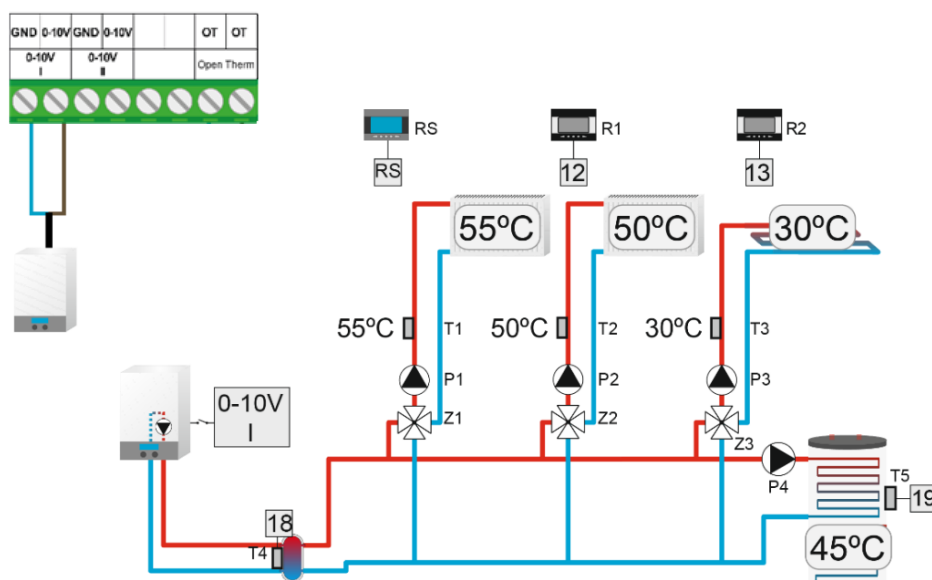 GND 0-10V GND 0-10V OT OT
0-10V 0-10V Open Therm
I II
RS R1 R2
RS 12 13
55ºC 50ºC 30ºC
55ºC T1 50ºC T2 30ºC T3
P1 P2 P3
0-10V
I
Z1 Z2 Z3
P4
T5
19
18
T4
45ºC